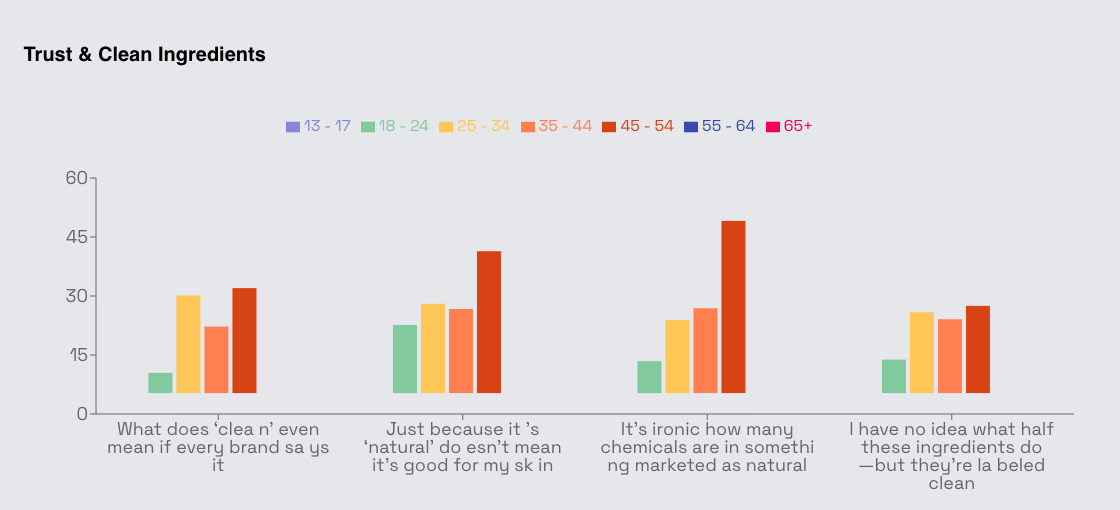 Trust & Clean Ingredients
13 - 17 18 - 24 25 - 34 35 - 44 45 - 54 55 - 64 65+
60
45
30
15
0
What does ‘clea n’ even
mean if every brand sa ys
it
Just because it ’s
‘natural’ do esn’t mean
it’s good for my sk in
It’s ironic how many
chemicals are in somethi
ng marketed as natural
I have no idea what half
these ingredients do
—but they’re la beled
clean